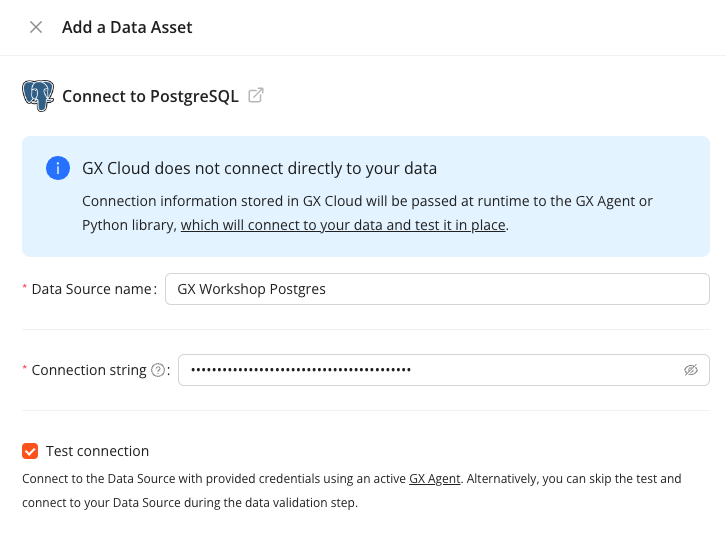 Add a Data Asset
Connect to PostgreSQL
GX Cloud does not connect directly to your data
Connection information stored in GX Cloud will be passed at runtime to the GX Agent or
Python library, which will connect to your data and test it in place.
* Data Source name: GX Workshop Postgres
* Connection string ? : ••••••••••••••••••••••••••••••••••••••••••
Test connection
Connect to the Data Source with provided credentials using an active GX Agent. Alternatively, you can skip the test and
connect to your Data Source during the data validation step.